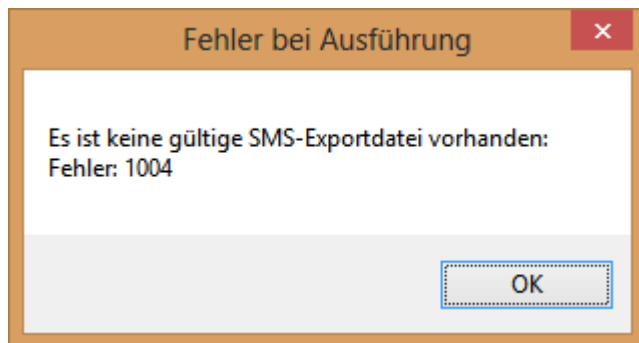 Fehler bei Ausführung
Es ist keine gültige SMS-Exportdatei vorhanden:
Fehler: 1004
OK